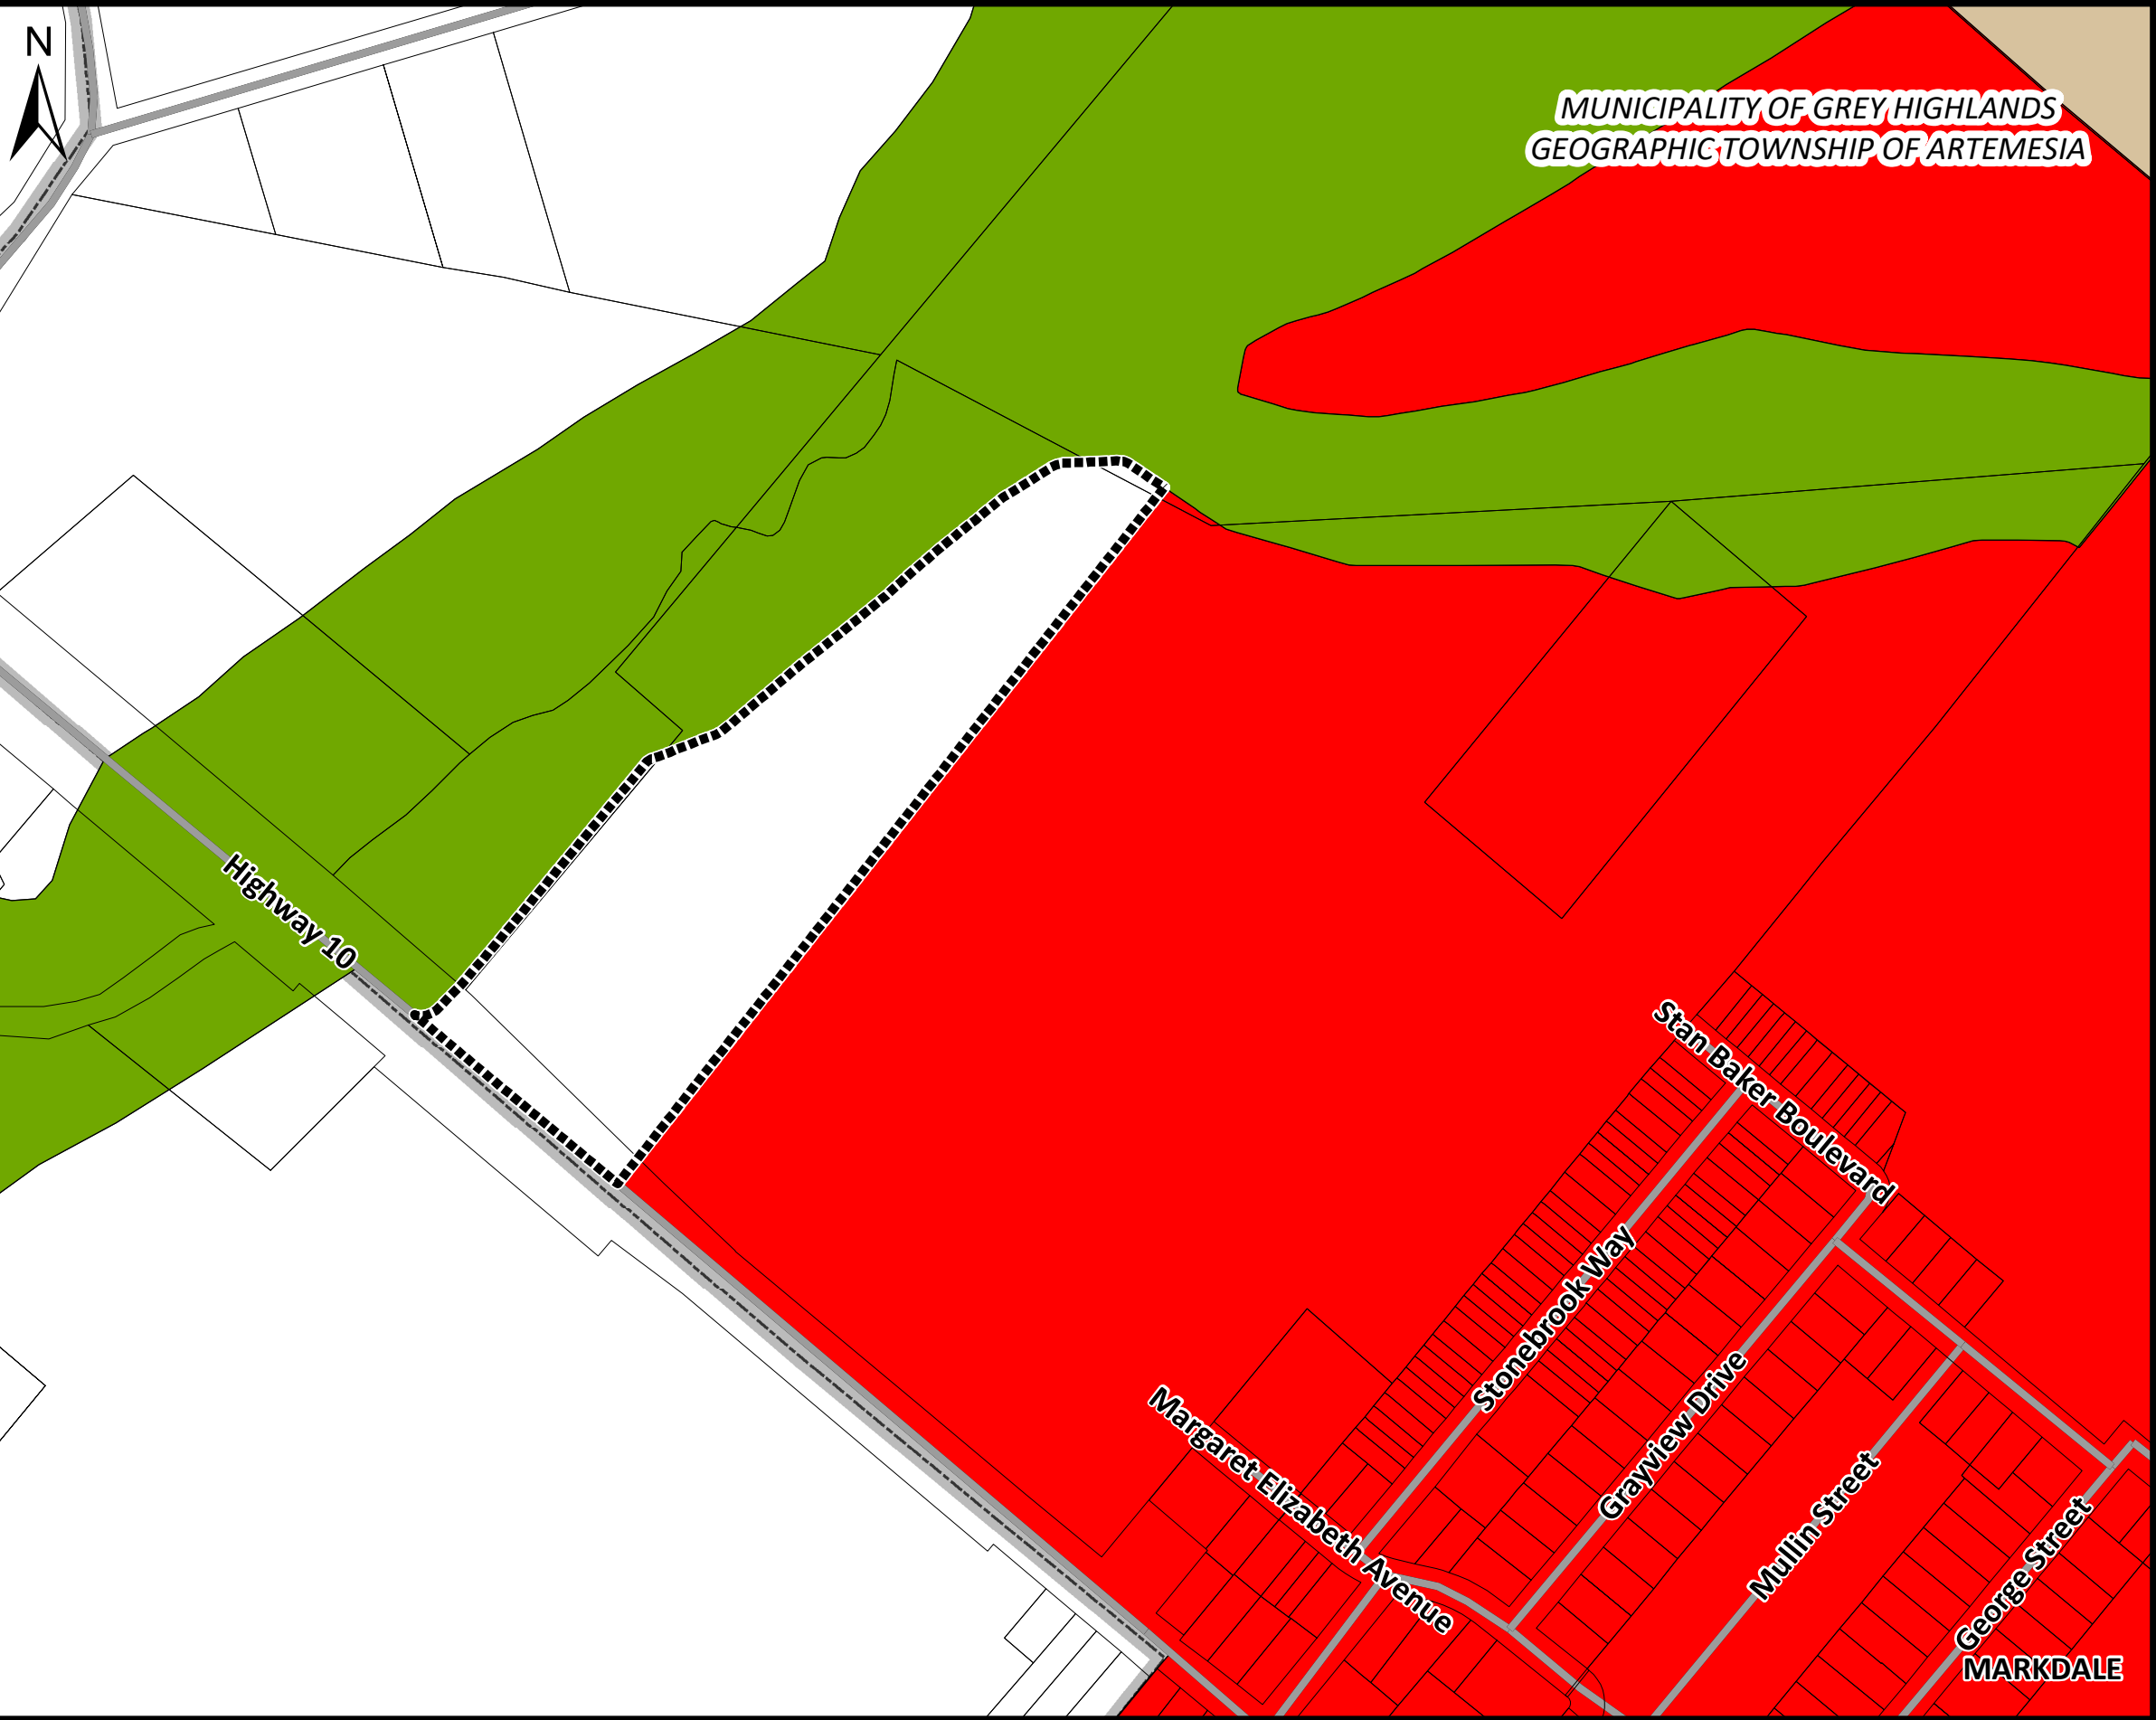 N
MUNICIPALITY OF GREY HIGHLANDS
GEOGRAPHIC TOWNSHIP OF ARTEMESIA
Highway 10
Stan Baker Boulevard
Stonebrook Way
Grayview Drive
Margaret Elizabeth Avenue
Mullin Street
George Street
MARKDALE